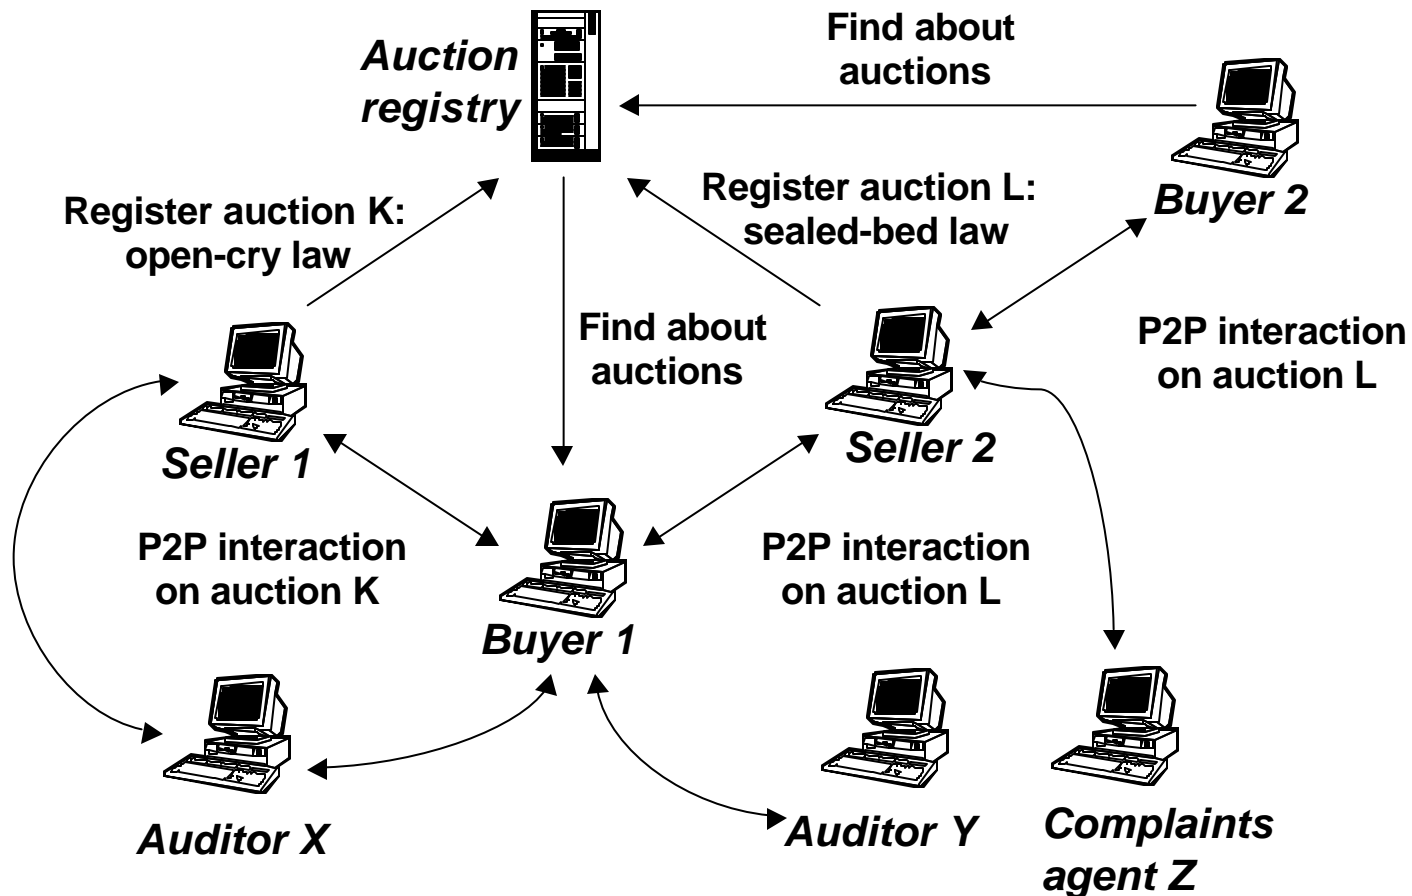 Auction
registry
Find about
auctions
Buyer 2
Register auction K:
open-cry law
Register auction L:
sealed-bed law
Find about
auctions
P2P interaction
on auction L
Seller 1
Seller 2
P2P interaction
on auction K
Buyer 1
P2P interaction
on auction L
Auditor X
Auditor Y
Complaints
agent Z